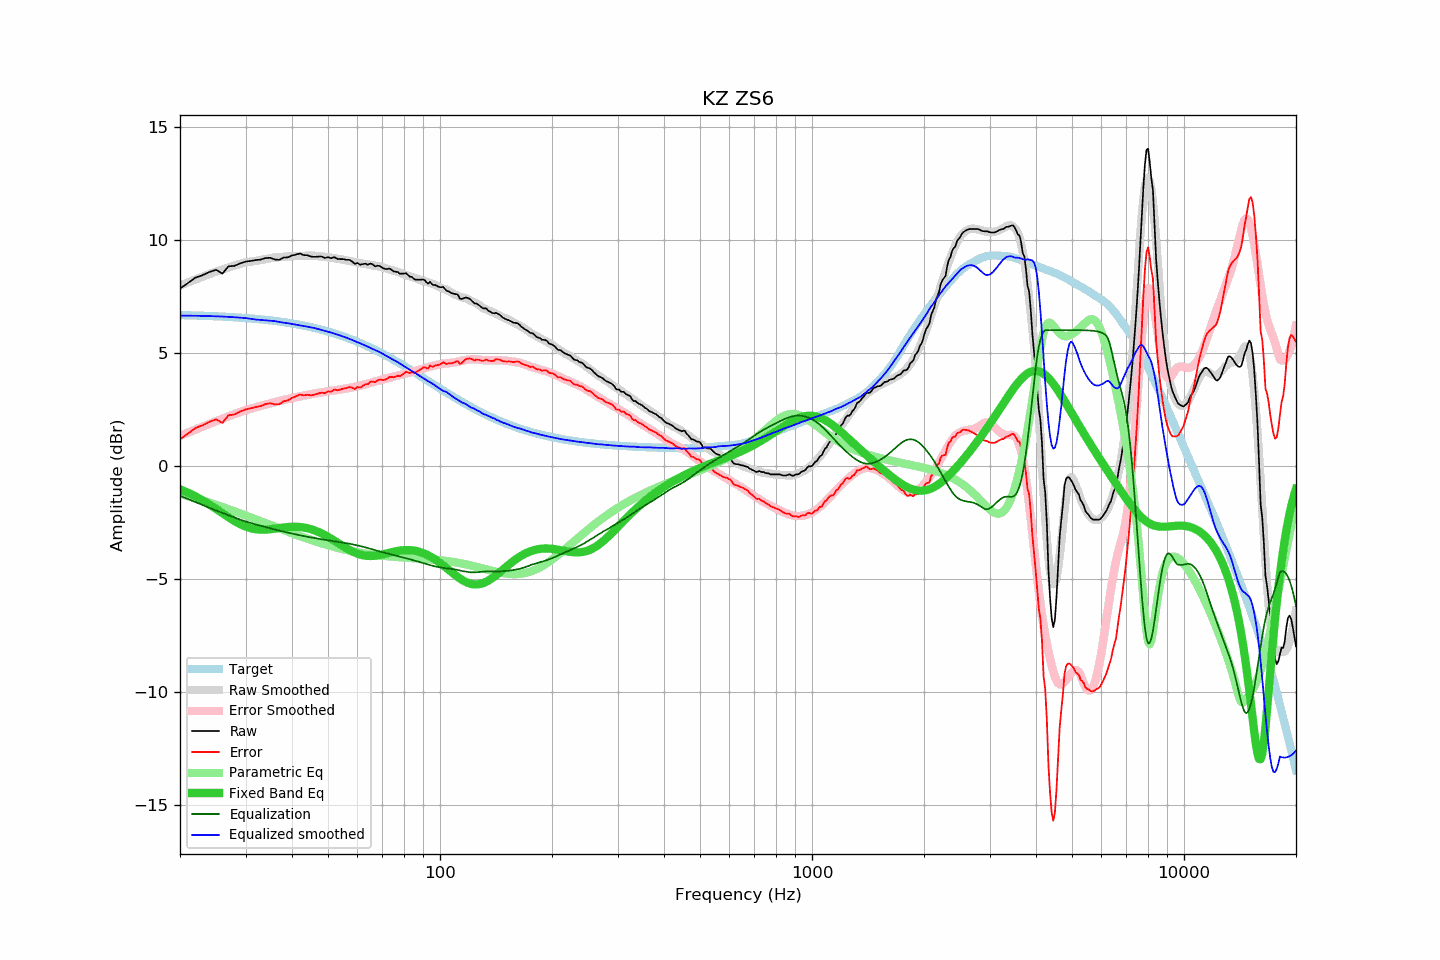 KZ ZS6
15
10
5
0
−5
−10
−15
Amplitude (dBr)
Target
Raw Smoothed
Error Smoothed
Raw
Error
Parametric Eq
Fixed Band Eq
Equalization
Equalized smoothed
100
1000
10000
Frequency (Hz)